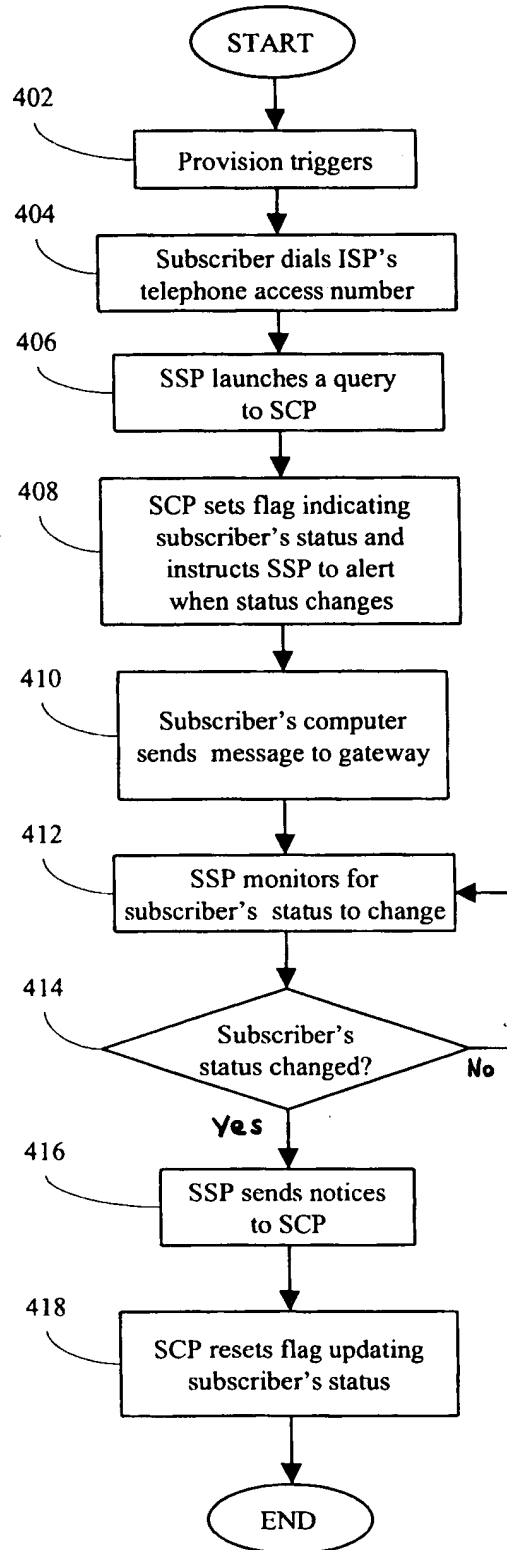 START
402
Provision triggers
404
Subscriber dials ISP's
telephone access number
406
SSP launches a query
to SCP
408
SCP sets flag indicating
subscriber's status and
instructs SSP to alert
when status changes
410
Subscriber's computer
sends message to gateway
412
SSP monitors for
subscriber's status to change
414
Subscriber's
status changed?
No
Yes
416
SSP sends notices
to SCP
418
SCP resets flag updating
subscriber's status
END